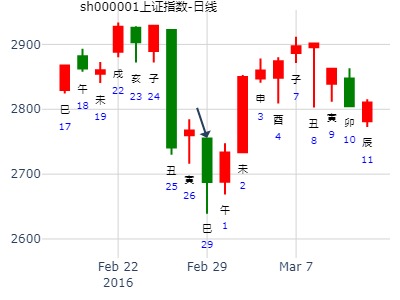 sh000001上证指数-日线
2900
2800
2700
2600
巳
17
午
18
未
19
戌
22
亥
23
子
24
丑
25
寅
26
巳
29
午
1
未
2
申
3
酉
4
子
7
丑
8
寅
9
卯
10
辰
11
Feb 22
2016
Feb 29
Mar 7